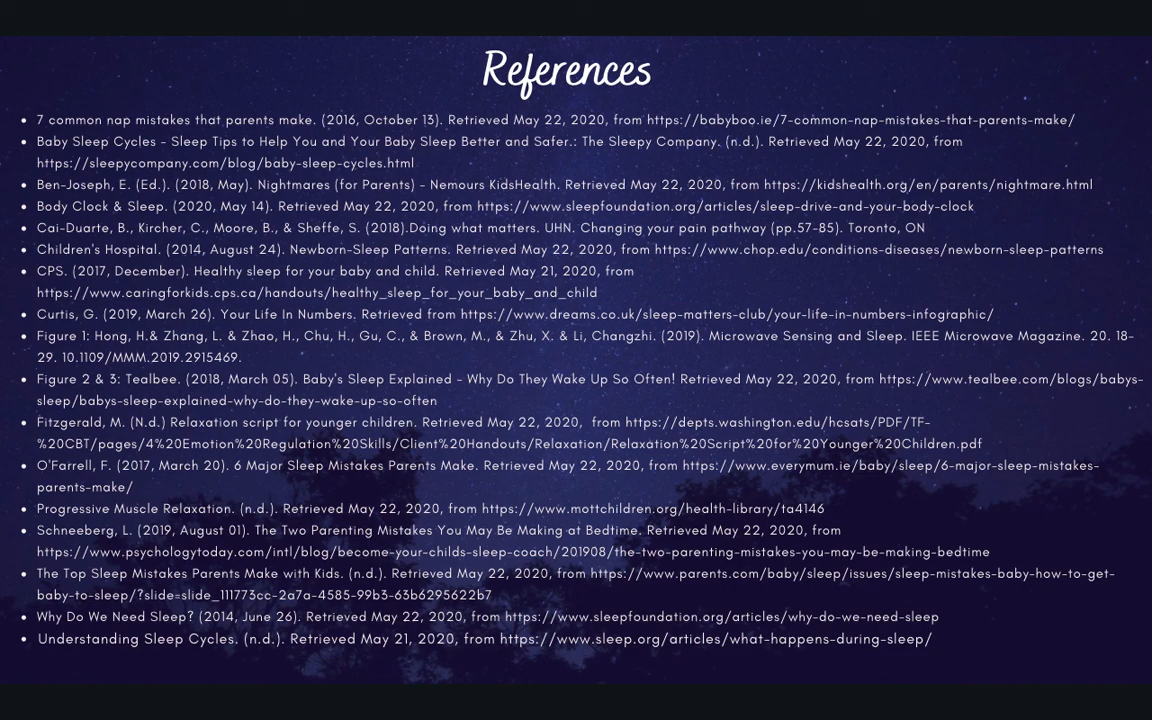 References
• 7 common nap mistakes that parents make. (2016, October 13). Retrieved May 22, 2020, from https://babyboo.ie/7-common-nap-mistakes-that-parents-make/
• Baby Sleep Cycles - Sleep Tips to Help You and Your Baby Sleep Better and Safer.: The Sleepy Company. (n.d.). Retrieved May 22, 2020, from
https://sleepycompany.com/blog/baby-sleep-cycles.html
• Ben-Joseph, E. (Ed.). (2018, May). Nightmares (for Parents) - Nemours KidsHealth. Retrieved May 22, 2020, from https://kidshealth.org/en/parents/nightmare.html
• Body Clock & Sleep. (2020, May 14). Retrieved May 22, 2020, from https://www.sleepfoundation.org/articles/sleep-drive-and-your-body-clock
• Cai-Duarte, B., Kircher, C., Moore, B., & Sheffe, S. (2018).Doing what matters. UHN. Changing your pain pathway (pp.57-85). Toronto, ON
• Children's Hospital. (2014, August 24). Newborn-Sleep Patterns. Retrieved May 22, 2020, from https://www.chop.edu/conditions-diseases/newborn-sleep-patterns
• CPS. (2017, December). Healthy sleep for your baby and child. Retrieved May 21, 2020, from
https://www.caringforkids.cps.ca/handouts/healthy_sleep_for_your_baby_and_child
• Curtis, G. (2019, March 26). Your Life In Numbers. Retrieved from https://www.dreams.co.uk/sleep-matters-club/your-life-in-numbers-infographic/
• Figure 1: Hong, H.& Zhang, L. & Zhao, H., Chu, H., Gu, C., & Brown, M., & Zhu, X. & Li, Changzhi. (2019). Microwave Sensing and Sleep. IEEE Microwave Magazine. 20. 18-
29. 10.1109/MMM.2019.2915469.
• Figure 2 & 3: Tealbee. (2018, March 05). Baby's Sleep Explained - Why Do They Wake Up So Often! Retrieved May 22, 2020, from https://www.tealbee.com/blogs/babys-
sleep/babys-sleep-explained-why-do-they-wake-up-so-often
• Fitzgerald, M. (N.d.) Relaxation script for younger children. Retrieved May 22, 2020, from https://depts.washington.edu/hcsats/PDF/TF-
%20CBT/pages/4%20Emotion%20Regulation%20Skills/Client%20Handouts/Relaxation/Relaxation%20Script%20for%20Younger%20Children.pdf
• O'Farrell, F. (2017, March 20). 6 Major Sleep Mistakes Parents Make. Retrieved May 22, 2020, from https://www.everymum.ie/baby/sleep/6-major-sleep-mistakes-
parents-make/
• Progressive Muscle Relaxation. (n.d.). Retrieved May 22, 2020, from https://www.mottchildren.org/health-library/ta4146
• Schneeberg, L. (2019, August 01). The Two Parenting Mistakes You May Be Making at Bedtime. Retrieved May 22, 2020, from
https://www.psychologytoday.com/intl/blog/become-your-childs-sleep-coach/201908/the-two-parenting-mistakes-you-may-be-making-bedtime
• The Top Sleep Mistakes Parents Make with Kids. (n.d.). Retrieved May 22, 2020, from https://www.parents.com/baby/sleep/issues/sleep-mistakes-baby-how-to-get-
baby-to-sleep/?slide=slide_111773cc-2a7a-4585-99b3-63b6295622b7
• Why Do We Need Sleep? (2014, June 26). Retrieved May 22, 2020, from https://www.sleepfoundation.org/articles/why-do-we-need-sleep
• Understanding Sleep Cycles. (n.d.). Retrieved May 21, 2020, from https://www.sleep.org/articles/what-happens-during-sleep/